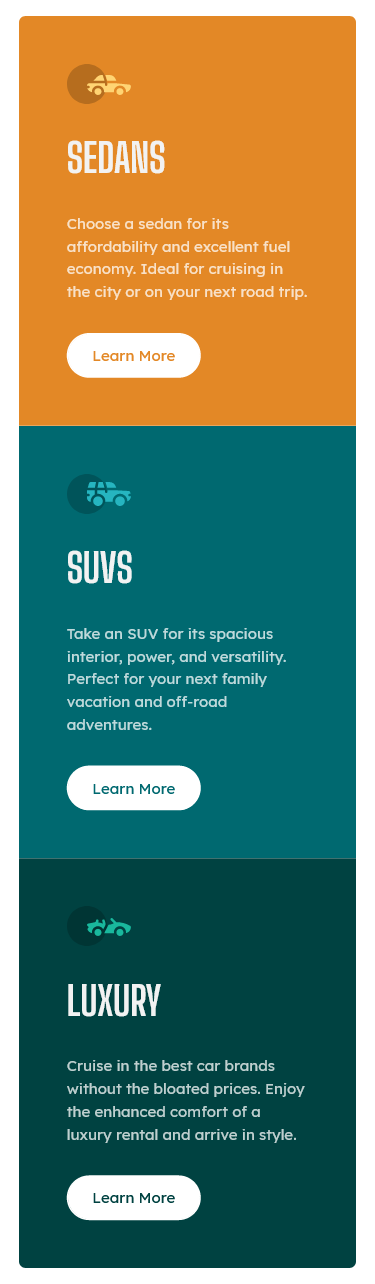 SEDANS
Choose a sedan for its
affordability and excellent fuel
economy. Ideal for cruising in
the city or on your next road trip.
Learn More
SUVS
Take an SUV for its spacious
interior, power, and versatility.
Perfect for your next family
vacation and off-road
adventures.
Learn More
LUXURY
Cruise in the best car brands
without the bloated prices. Enjoy
the enhanced comfort of a
luxury rental and arrive in style.
Learn More